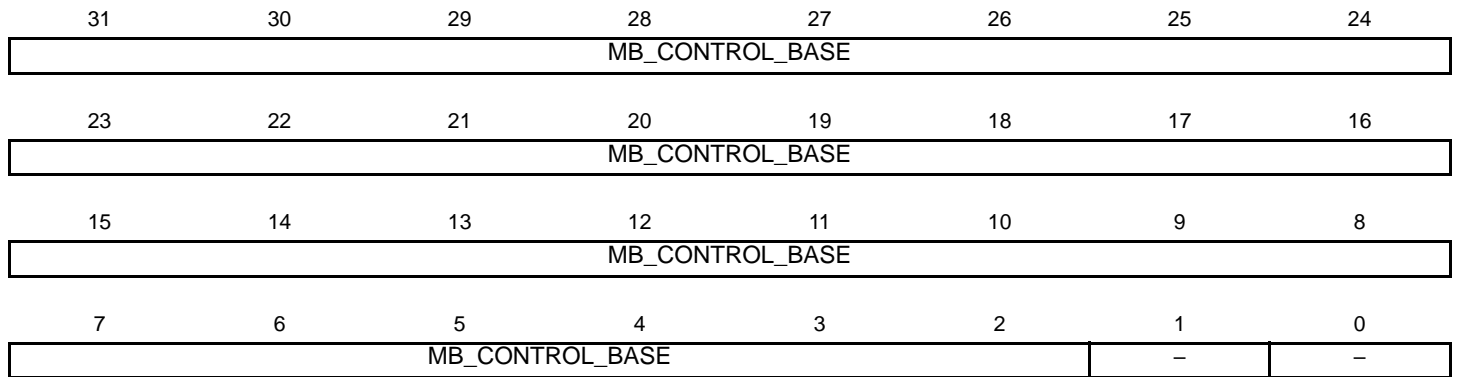 31 30 29 28 27 26 25 24
MB_CONTROL_BASE
23 22 21 20 19 18 17 16
MB_CONTROL_BASE
15 14 13 12 11 10 9 8
MB_CONTROL_BASE
7 6 5 4 3 2 1 0
MB_CONTROL_BASE – –